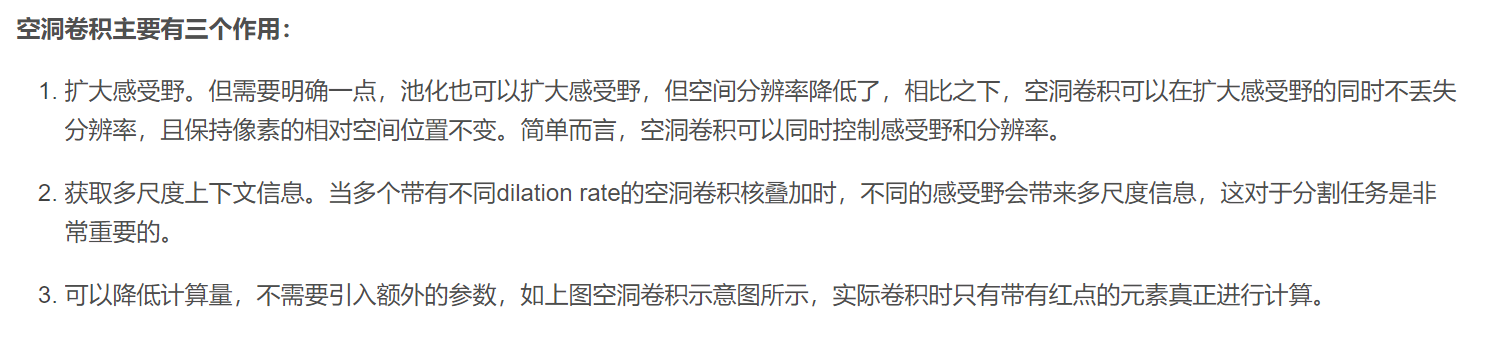 空洞卷积主要有三个作用：
1. 扩大感受野。但需要明确一点，池化也可以扩大感受野，但空间分辨率降低了，相比之下，空洞卷积可以在扩大感受野的同时不丢失
分辨率，且保持像素的相对空间位置不变。简单而言，空洞卷积可以同时控制感受野和分辨率。
2. 获取多尺度上下文信息。当多个带有不同dilation rate的空洞卷积核叠加时，不同的感受野会带来多尺度信息，这对于分割任务是非
常重要的。
3. 可以降低计算量，不需要引入额外的参数，如上图空洞卷积示意图所示，实际卷积时只有带有红点的元素真正进行计算。